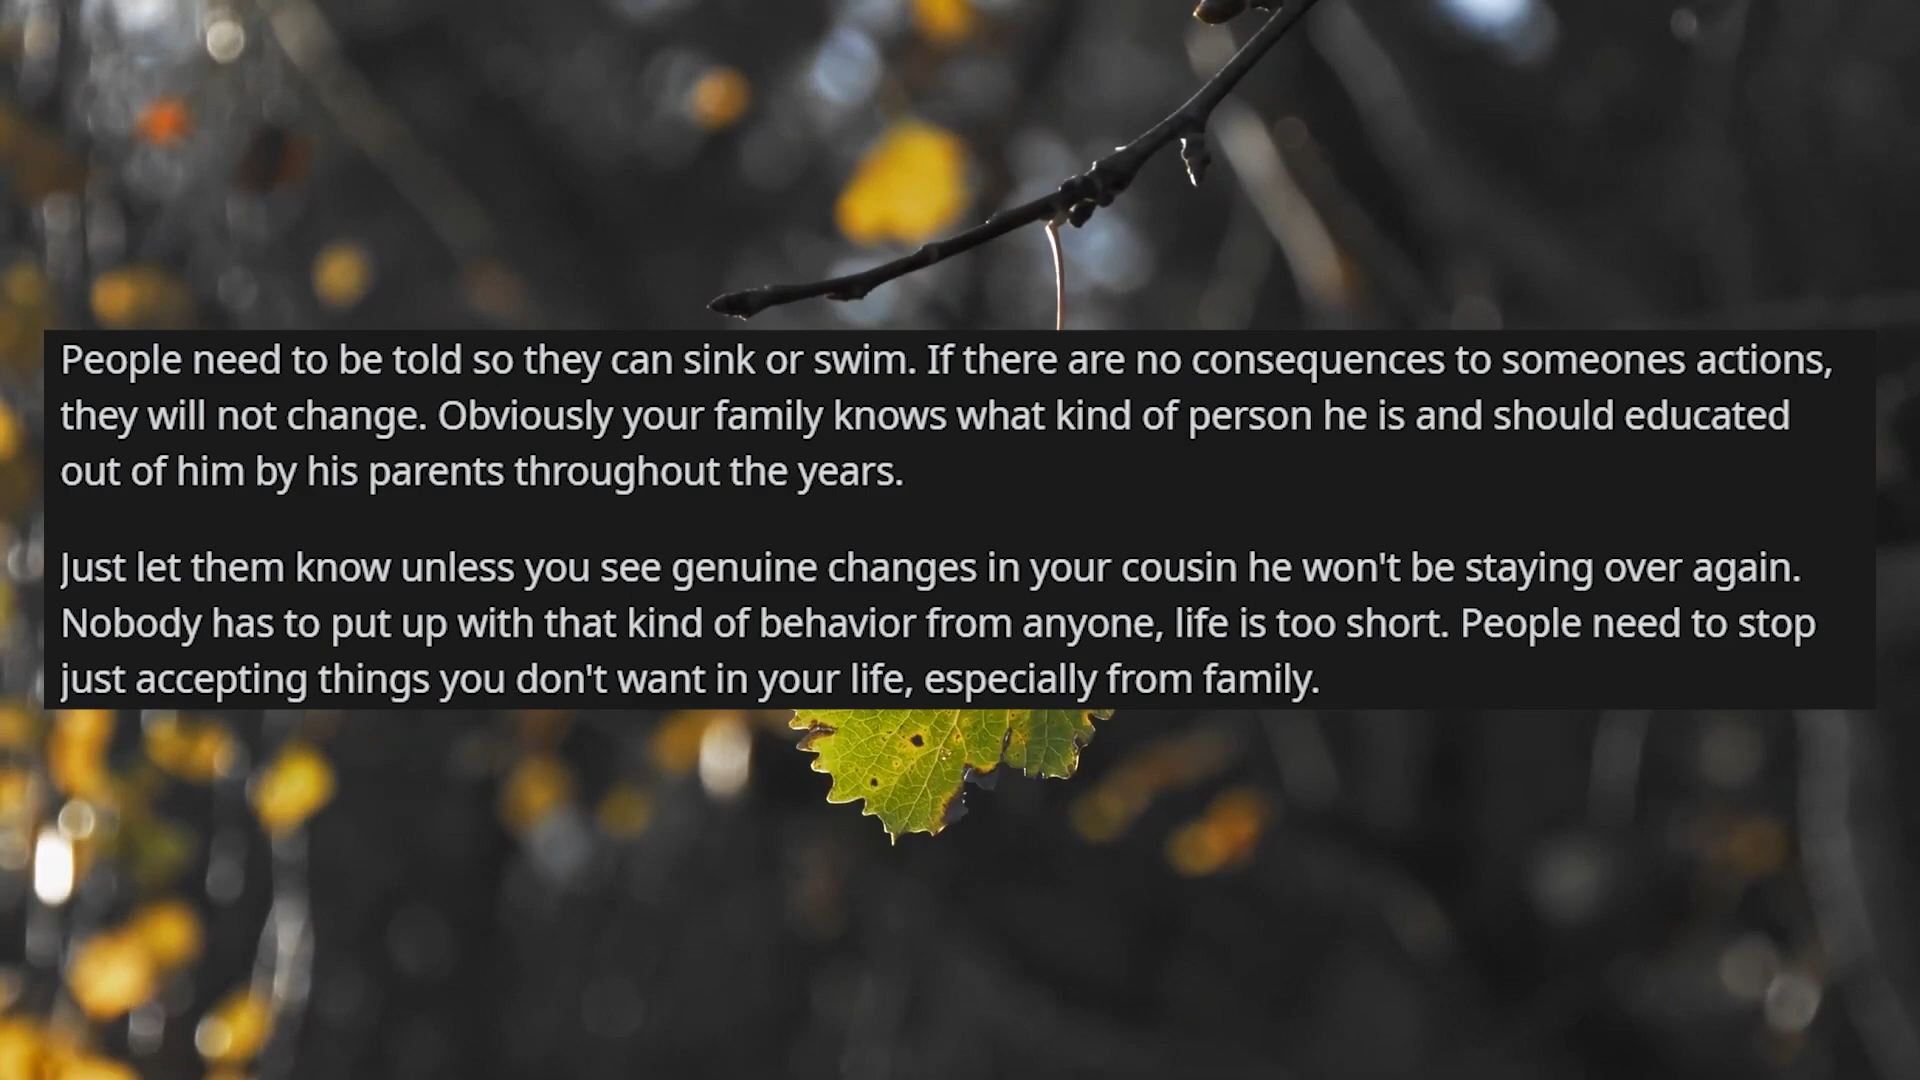 People need to be told so they can sink or swim. If there are no consequences to someones actions,
they will not change. Obviously your family knows what kind of person he is and should educated
out of him by his parents throughout the years.
Just let them know unless you see genuine changes in your cousin he won't be staying over again.
Nobody has to put up with that kind of behavior from anyone, life is too short. People need to stop
just accepting things you don't want in your life, especially from family.